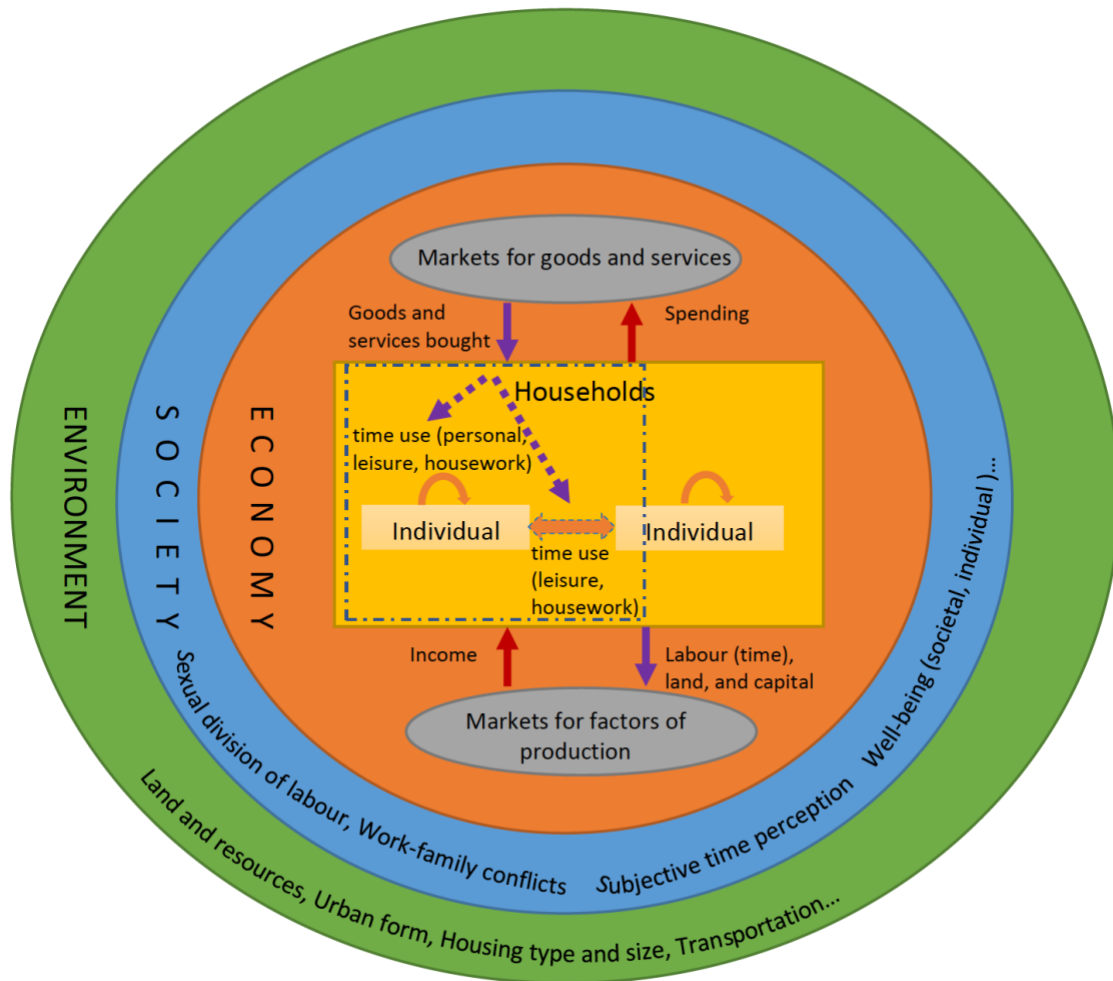 Markets for goods and services
Goods and
services bought
Spending
Households
time use (personal,
leisure, housework)
Individual
Individual
time use
(leisure,
housework)
Income
Labour (time),
land, and capital
Markets for factors of
production
ECONOMY
SOCIETY
ENVIRONMENT
Sexual division of labour, Work-family conflicts
Subjective time perception
Well-being (societal, individual )...
Land and resources, Urban form, Housing type and size, Transportation...